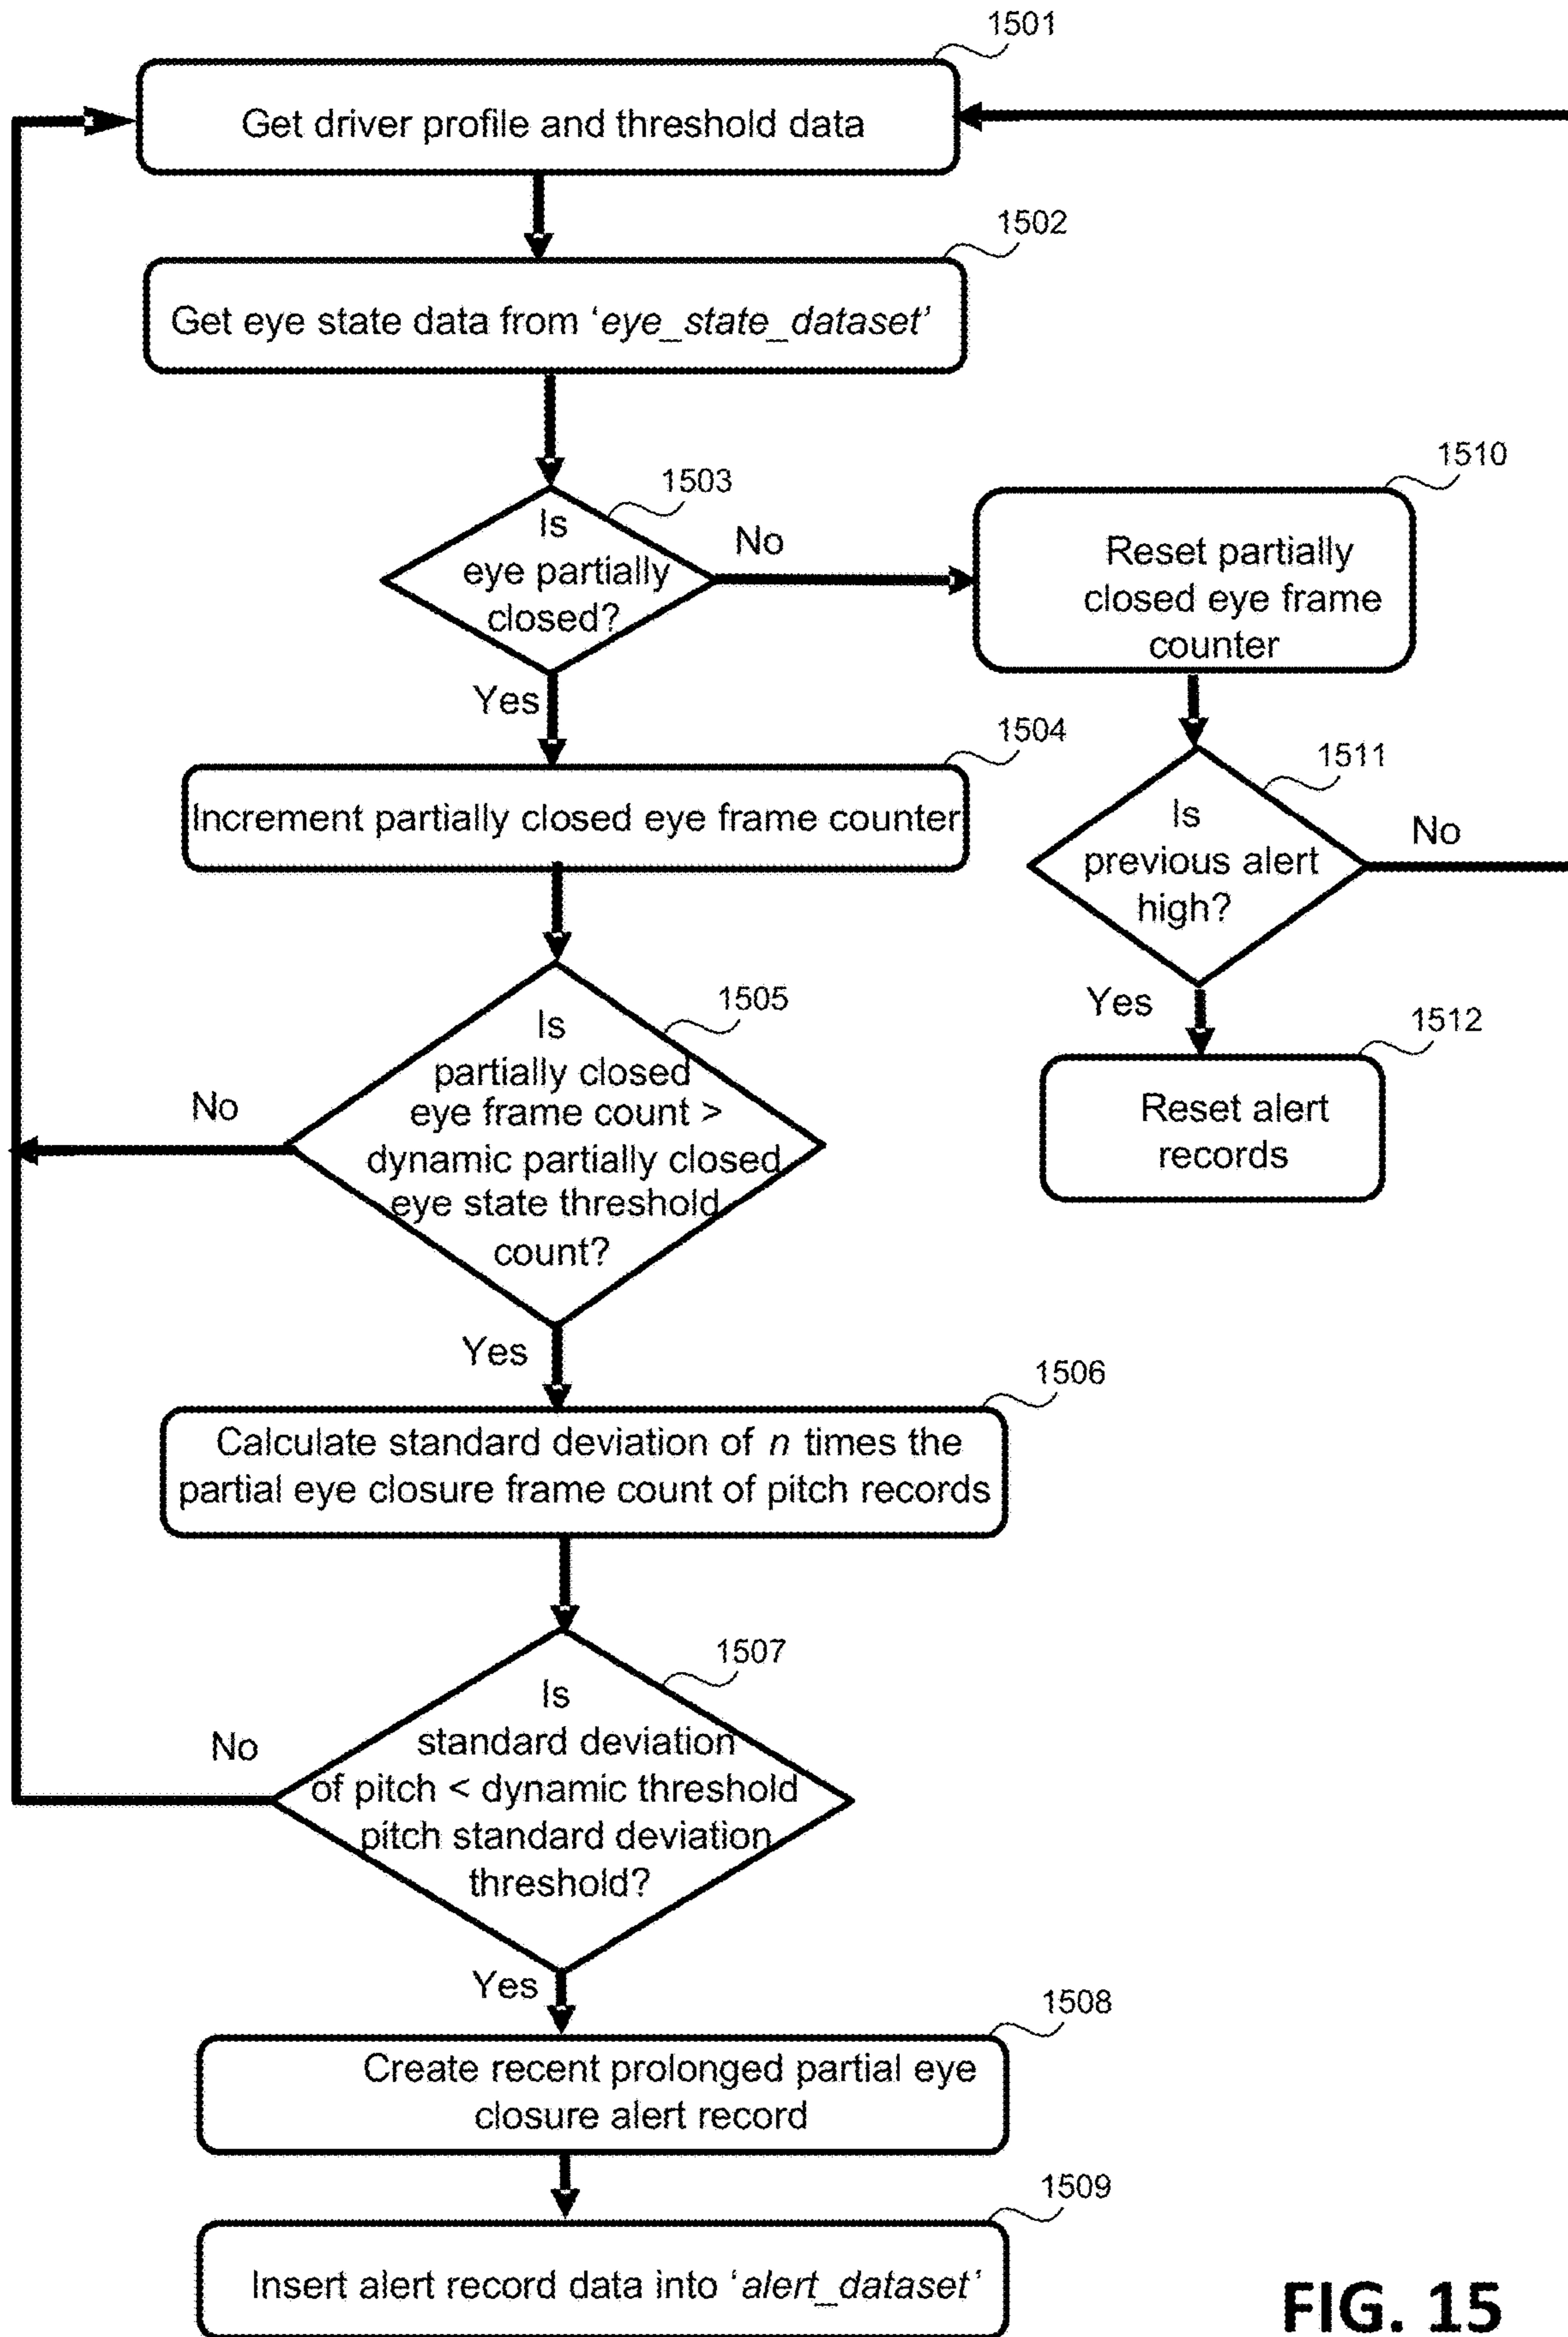 1501
Get driver profile and threshold data
1502
Get eye state data from ‘eye_state_dataset’
1503
Is
eye partially
closed?
No
Yes
1510
Reset partially
closed eye frame
counter
1504
Increment partially closed eye frame counter
1511
Is
previous alert
high?
No
Yes
1505
Is
partially closed
eye frame count >
dynamic partially closed
eye state threshold
count?
No
Yes
1512
Reset alert
records
1506
Calculate standard deviation of n times the
partial eye closure frame count of pitch records
1507
Is
standard deviation
of pitch < dynamic threshold
pitch standard deviation
threshold?
No
Yes
1508
Create recent prolonged partial eye
closure alert record
1509
Insert alert record data into ‘alert_dataset’
FIG. 15